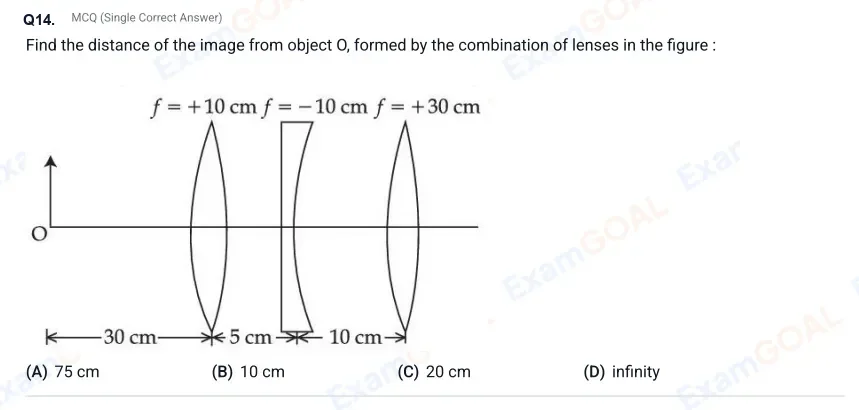 Q14. MCQ (Single Correct Answer)
Find the distance of the image from object O, formed by the combination of lenses in the figure :
f = +10 cm f = −10 cm f = +30 cm
O
30 cm 5 cm 10 cm
(A) 75 cm (B) 10 cm (C) 20 cm (D) infinity
ExamGOAL
ExamGOAL